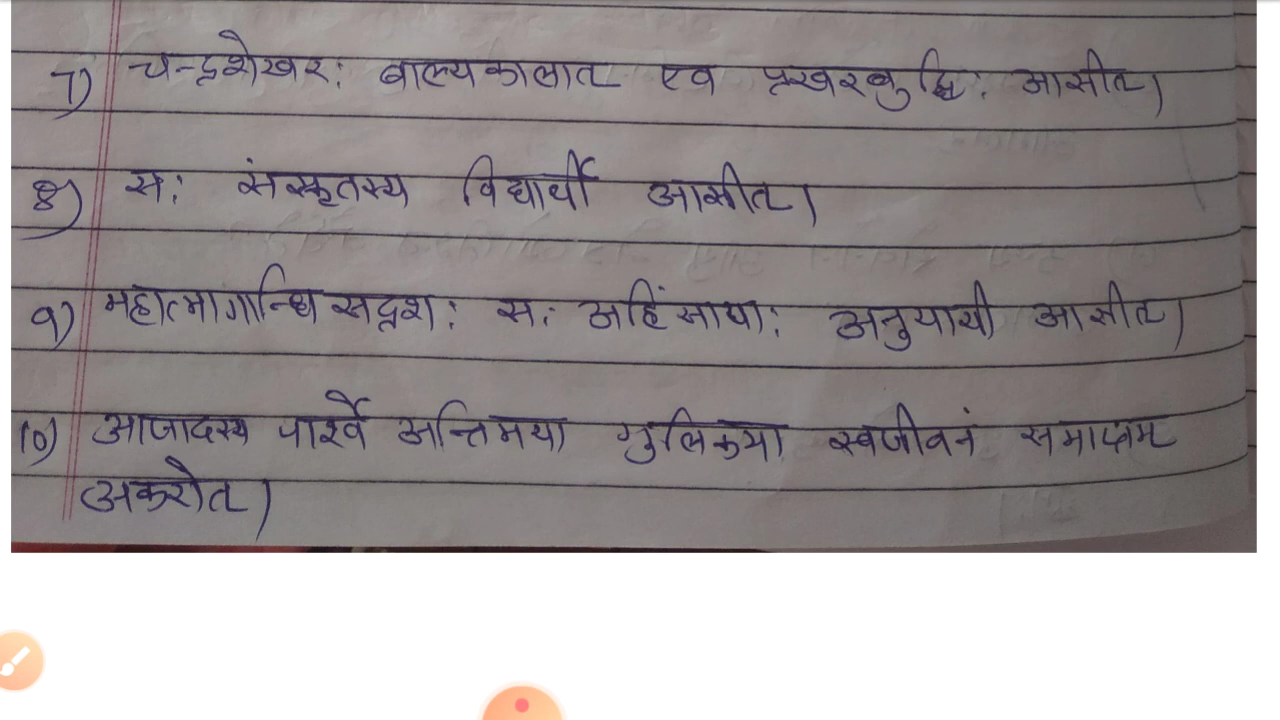 7) चन्द्रशेखरः बाल्यकालात एव प्रखरबुद्धिः आसीत।
8) सः संस्कृतस्य विद्यार्थी आसीत।
९) महात्मागान्धि सदृशः सः अहिंसायाः अनुयायी आसीत।
10) आजादस्य पार्श्वे अन्तिमया गुलिकया स्वजीवनं समाप्तम
अकरोत।